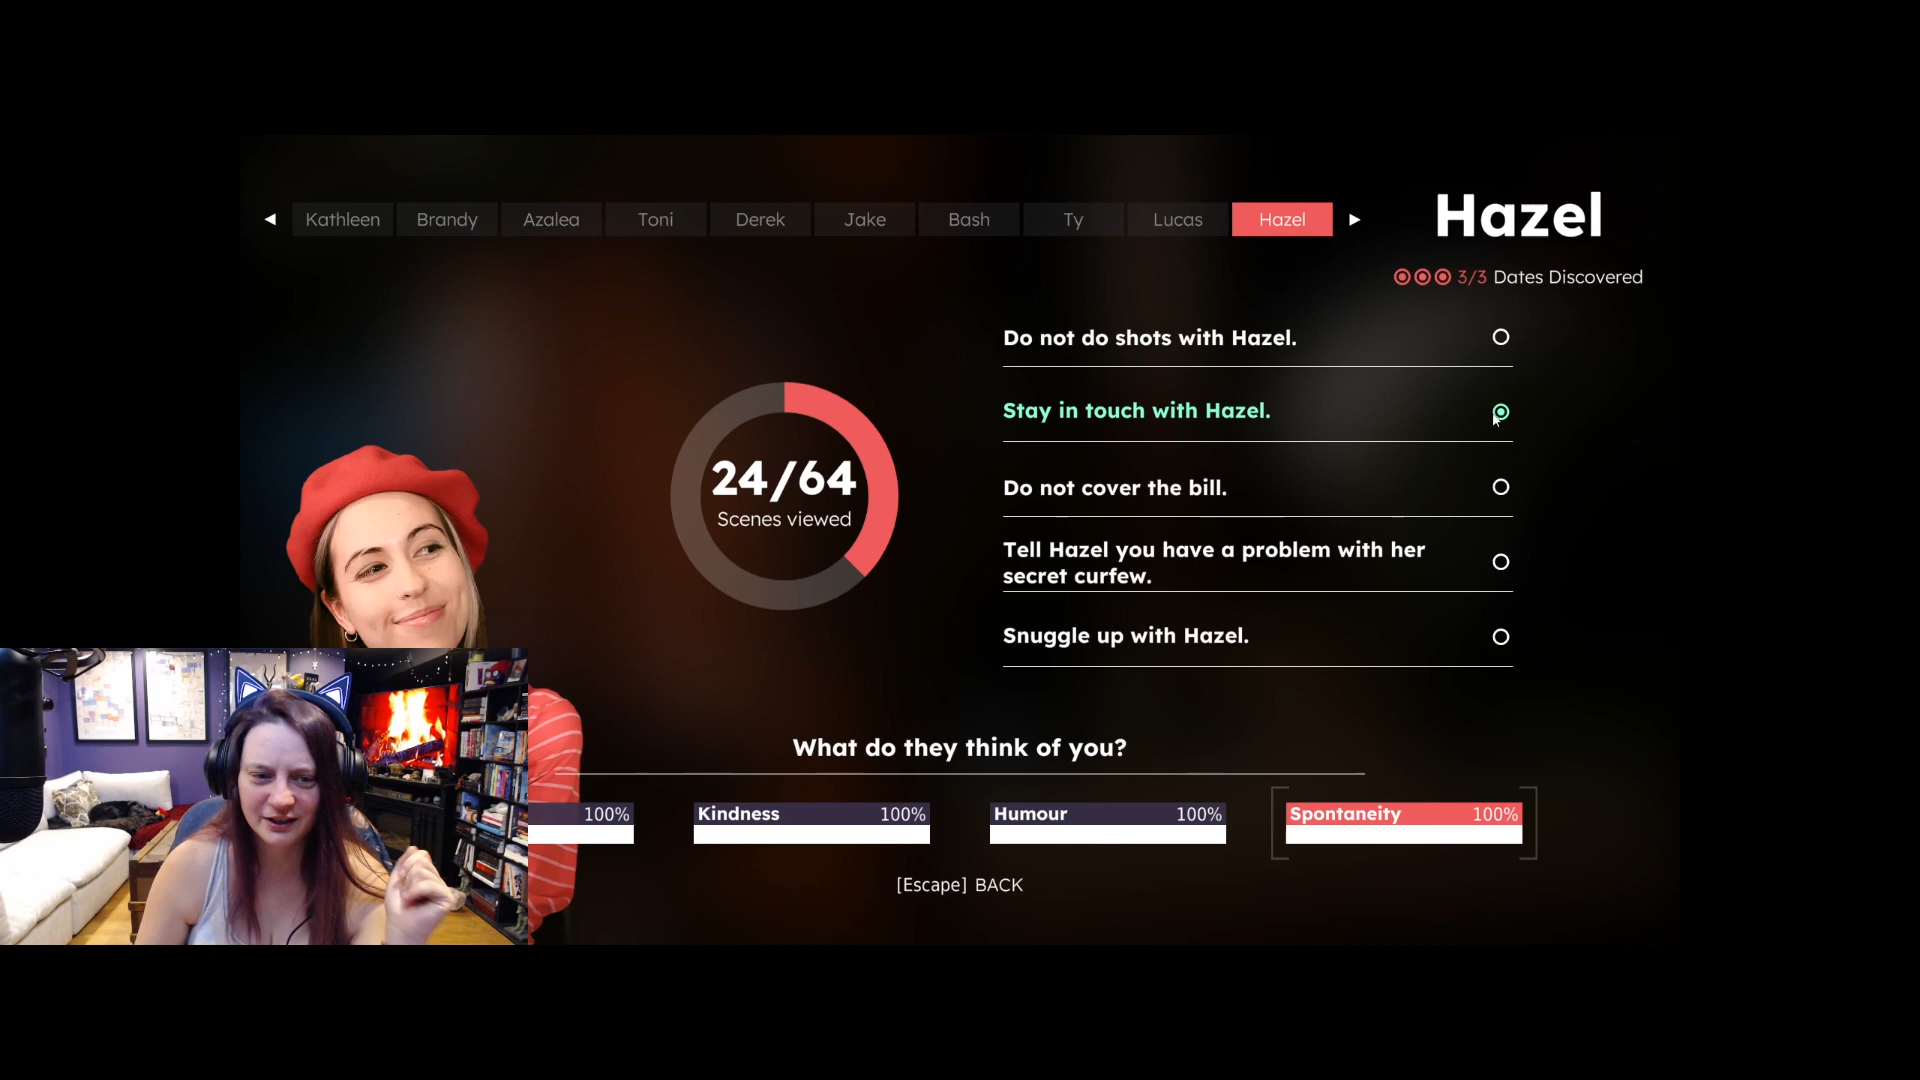 Kathleen Brandy Azalea Toni Derek Jake Bash Ty Lucas Hazel
Hazel
3/3 Dates Discovered
24/64
Scenes viewed
Do not do shots with Hazel.
Stay in touch with Hazel.
Do not cover the bill.
Tell Hazel you have a problem with her
secret curfew.
Snuggle up with Hazel.
What do they think of you?
100%
Kindness 100%
Humour 100%
Spontaneity 100%
[Escape] BACK